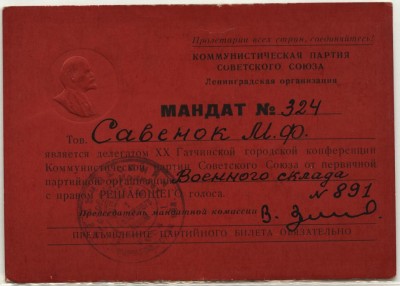 Пролетарии всех стран, соединяйтесь!
КОММУНИСТИЧЕСКАЯ ПАРТИЯ
СОВЕТСКОГО СОЮЗА
Ленинградская организация
МАНДАТ № 324
Тов. Савенок М.Ф.
является делегатом XX Гатчинской городской конференции
Коммунистической партии Советского Союза от первичной
партийной организации Военного склада
с правом РЕШАЮЩЕГО голоса. N 891
Председатель мандатной комиссии В.
ПРЕДЪЯВЛЕНИЕ ПАРТИЙНОГО БИЛЕТА ОБЯЗАТЕЛЬНО